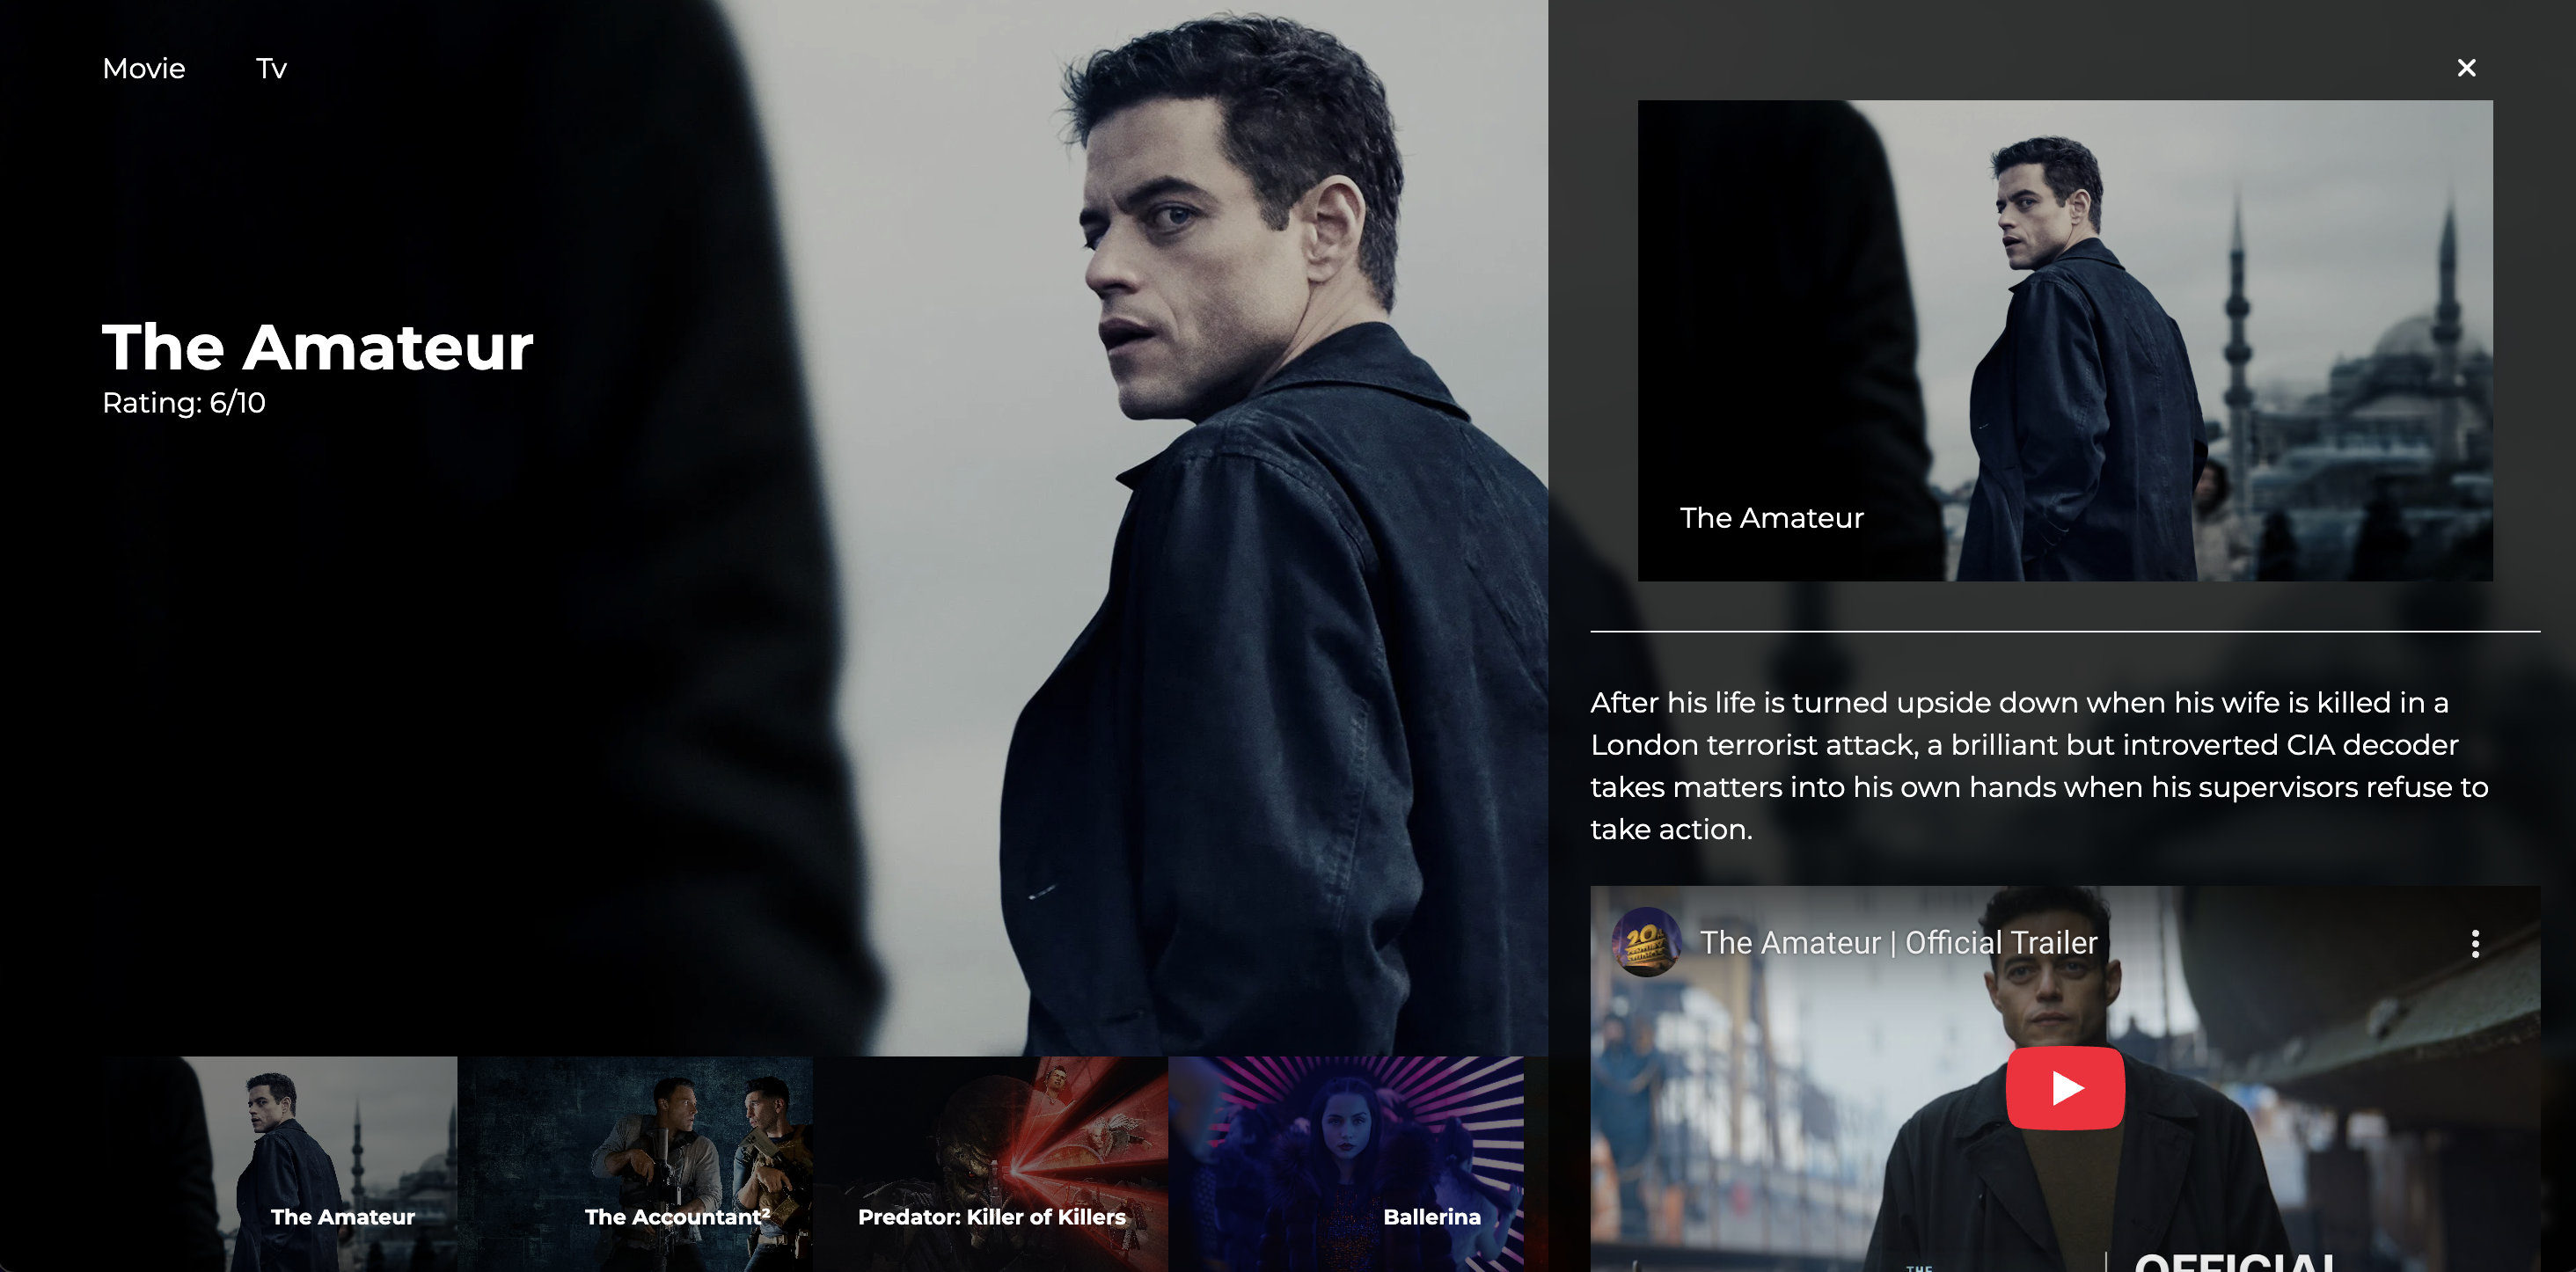 Movie
Tv
The Amateur
Rating: 6/10
The Amateur
The Accountant²
Predator: Killer of Killers
Ballerina
The Amateur
After his life is turned upside down when his wife is killed in a
London terrorist attack, a brilliant but introverted CIA decoder
takes matters into his own hands when his supervisors refuse to
take action.
The Amateur | Official Trailer
THE
OFFICIAL